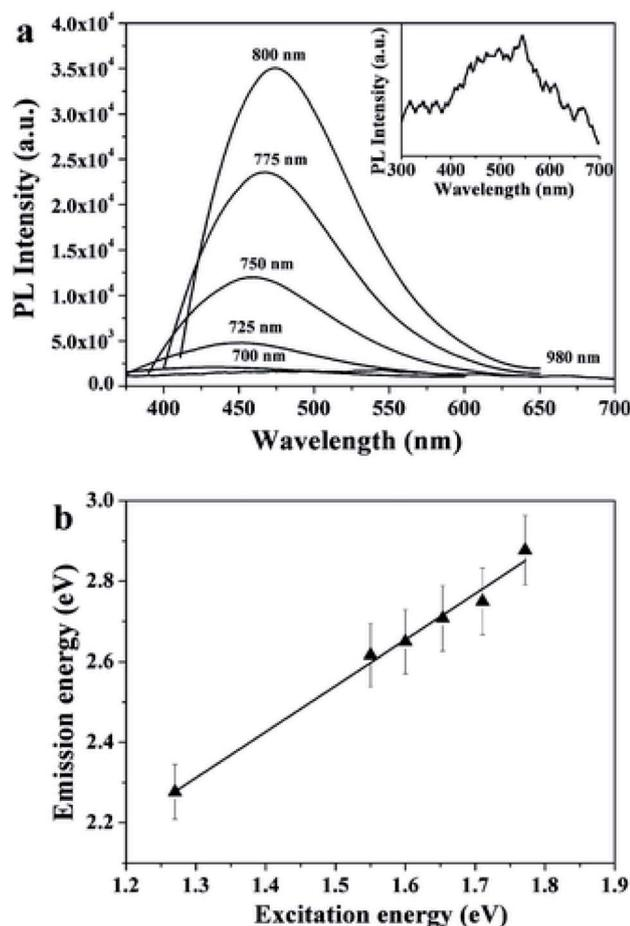 a
4.0x10⁴
3.5x10⁴
3.0x10⁴
2.5x10⁴
2.0x10⁴
1.5x10⁴
1.0x10⁴
5.0x10³
0.0
PL Intensity (a.u.)
800 nm
775 nm
750 nm
725 nm
700 nm
980 nm
400 450 500 550 600 650 700
Wavelength (nm)
PL Intensity (a.u.)
300 400 500 600 700
Wavelength (nm)
b
3.0
2.8
2.6
2.4
2.2
Emission energy (eV)
1.2 1.3 1.4 1.5 1.6 1.7 1.8 1.9
Excitation energy (eV)